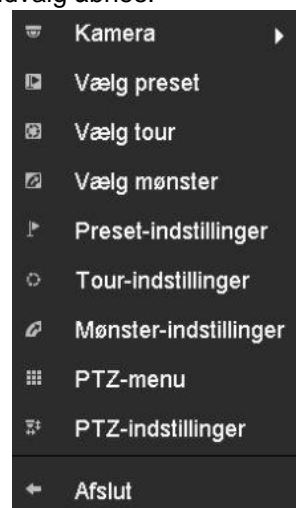 Kamera
Vælg preset
Vælg tour
Vælg mønster
Preset-indstillinger
Tour-indstillinger
Mønster-indstillinger
PTZ-menu
PTZ-indstillinger
Afslut